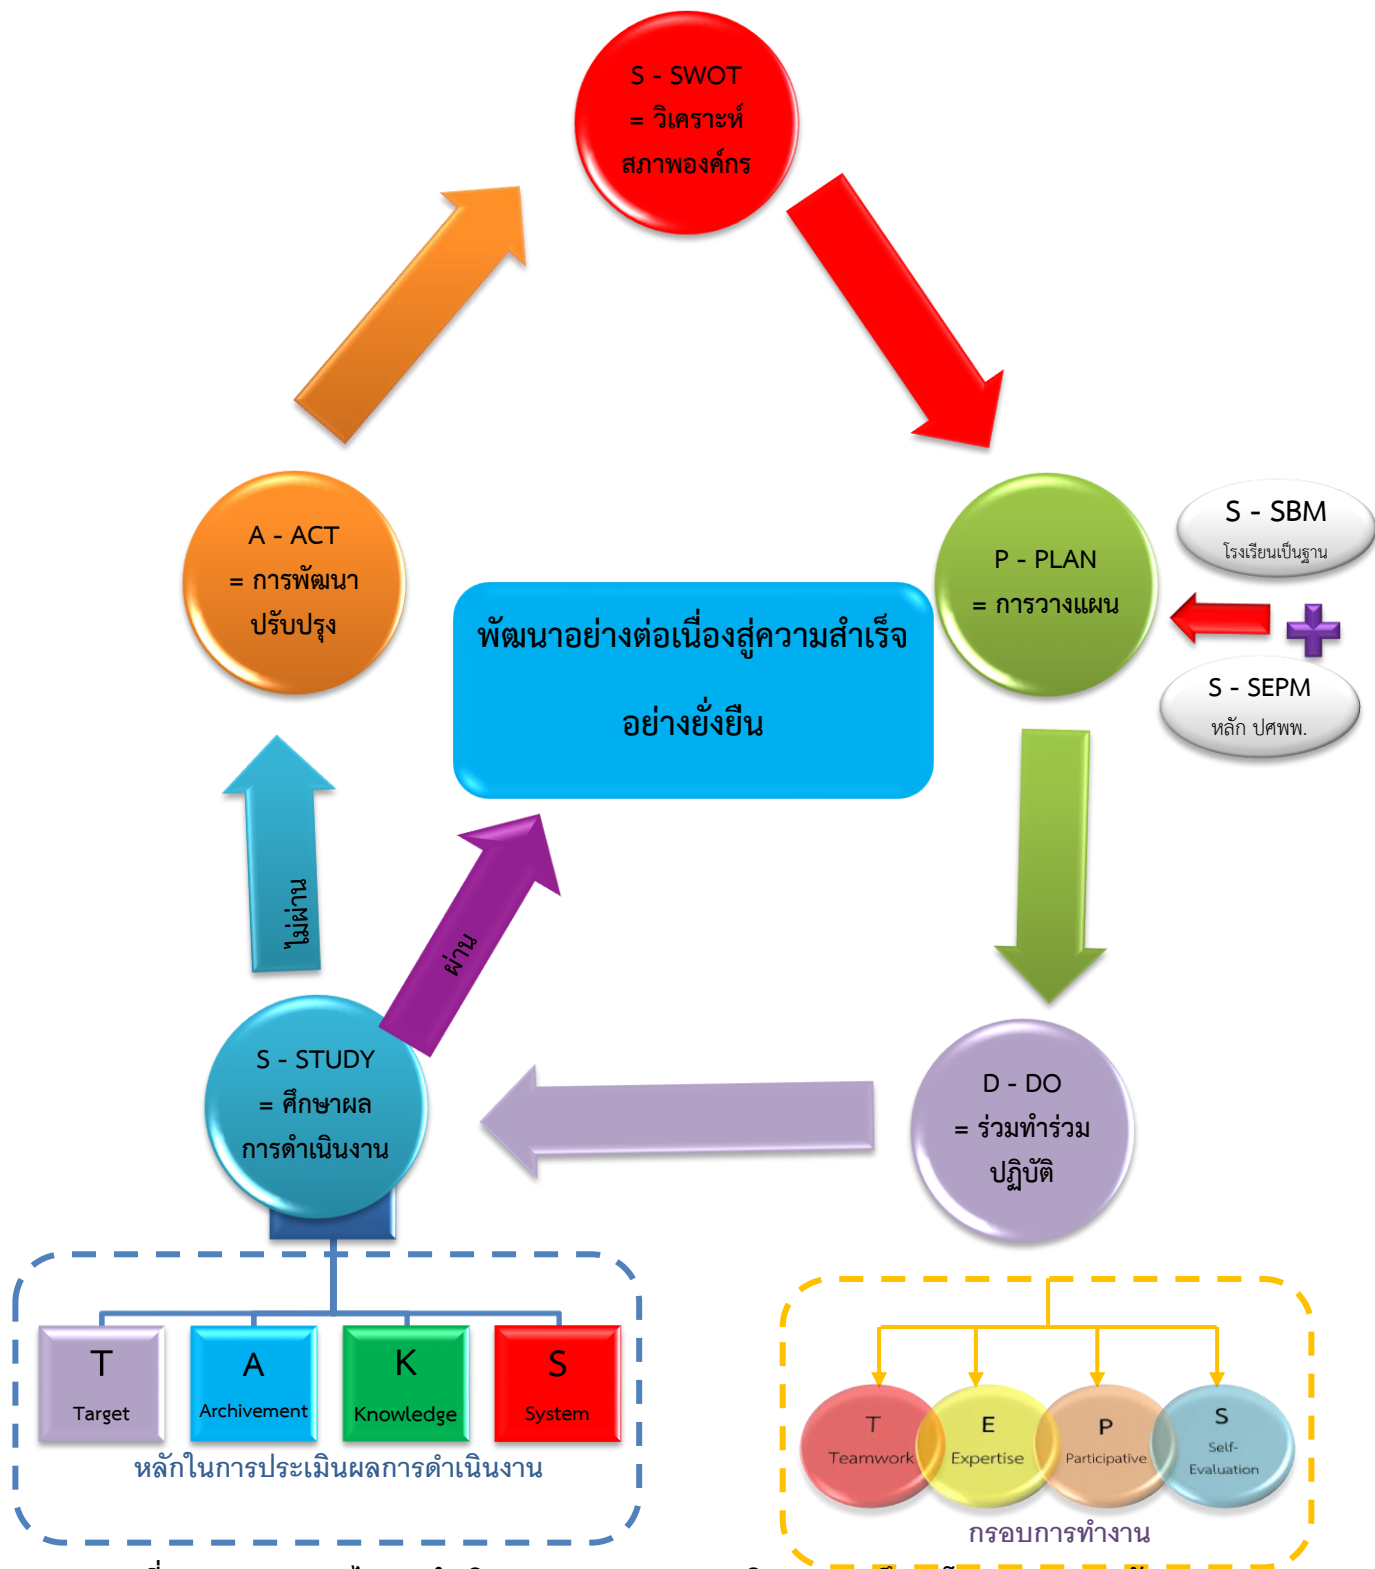 S - SWOT
= วิเคราะห์
สภาพองค์กร
A - ACT
= การพัฒนา
ปรับปรุง
P - PLAN
= การวางแผน
S - SBM
โรงเรียนเป็นฐาน
S - SEPM
หลัก ปศพพ.
พัฒนาอย่างต่อเนื่องสู่ความสำเร็จ
อย่างยั่งยืน
ไม่ผ่าน
ผ่าน
S - STUDY
= ศึกษาผล
การดำเนินงาน
D - DO
= ร่วมทำร่วม
ปฏิบัติ
T
Target
A
Archivement
K
Knowledge
S
System
หลักในการประเมินผลการดำเนินงาน
T
Teamwork
E
Expertise
P
Participative
S
Self-
Evaluation
กรอบการทำงาน